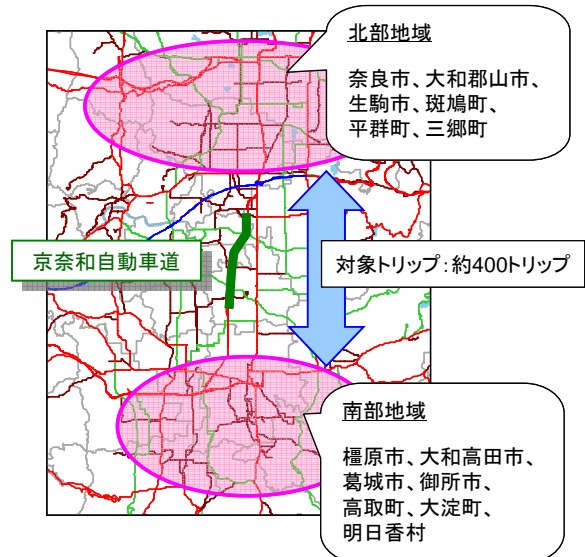 北部地域
奈良市、大和郡山市、
生駒市、斑鳩町、
平群町、三郷町
京奈和自動車道
対象トリップ：約400トリップ
南部地域
橿原市、大和高田市、
葛城市、御所市、
高取町、大淀町、
明日香村